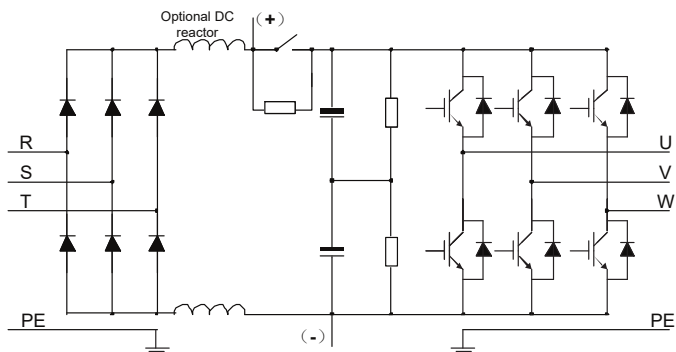 Optional DC
reactor
(+)
R
S
T
PE
(-)
U
V
W
PE